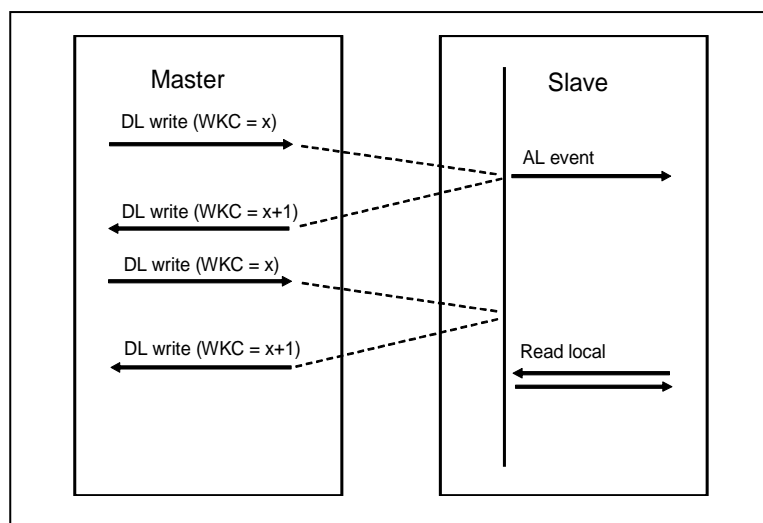 Master
Slave
DL write (WKC = x)
AL event
DL write (WKC = x+1)
DL write (WKC = x)
DL write (WKC = x+1)
Read local